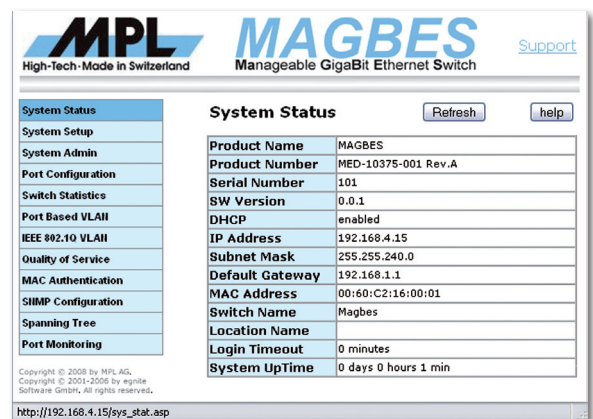 MPL
High-Tech · Made in Switzerland
MAGBES
Manageable GigaBit Ethernet Switch
Support
System Status
System Setup
System Admin
Port Configuration
Switch Statistics
Port Based VLAN
IEEE 802.1Q VLAN
Quality of Service
MAC Authentication
SNMP Configuration
Spanning Tree
Port Monitoring
Copyright © 2008 by MPL AG.
Copyright © 2001-2006 by egnite
Software GmbH. All rights reserved.
System Status Refresh help
Product Name MAGBES
Product Number MED-10375-001 Rev.A
Serial Number 101
SW Version 0.0.1
DHCP enabled
IP Address 192.168.4.15
Subnet Mask 255.255.240.0
Default Gateway 192.168.1.1
MAC Address 00:60:C2:16:00:01
Switch Name Magbes
Location Name
Login Timeout 0 minutes
System UpTime 0 days 0 hours 1 min
http://192.168.4.15/sys_stat.asp